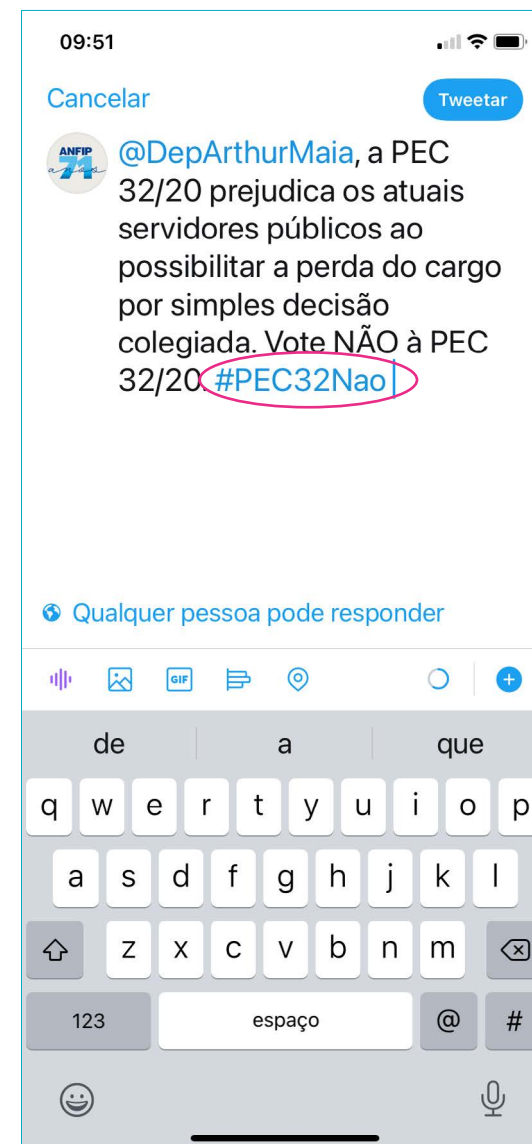 09:51
Cancelar
Tweetar
ANFIP
71
anos
@DepArthurMaia, a PEC
32/20 prejudica os atuais
servidores públicos ao
possibilitar a perda do cargo
por simples decisão
colegiada. Vote NÃO à PEC
32/20. #PEC32Nao
Qualquer pessoa pode responder
GIF
de a que
q w e r t y u i o p
a s d f g h j k l
z x c v b n m
123 espaço @ #